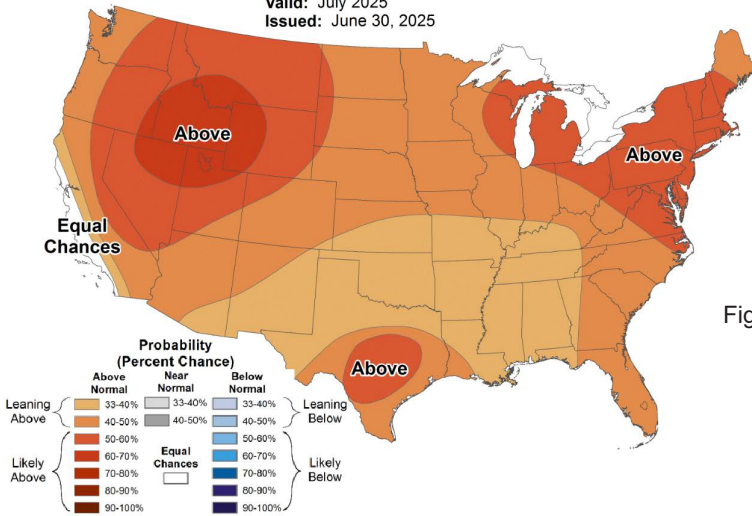 Valid: July 2025
Issued: June 30, 2025
Above
Above
Equal
Chances
Above
Fig
Probability
(Percent Chance)
Above
Normal
Near
Normal
Below
Normal
Leaning
Above
33-40%
33-40%
33-40%
Leaning
Below
40-50%
40-50%
40-50%
Likely
Above
50-60%
Equal
Chances
50-60%
Likely
Below
60-70%
60-70%
70-80%
70-80%
80-90%
80-90%
90-100%
90-100%